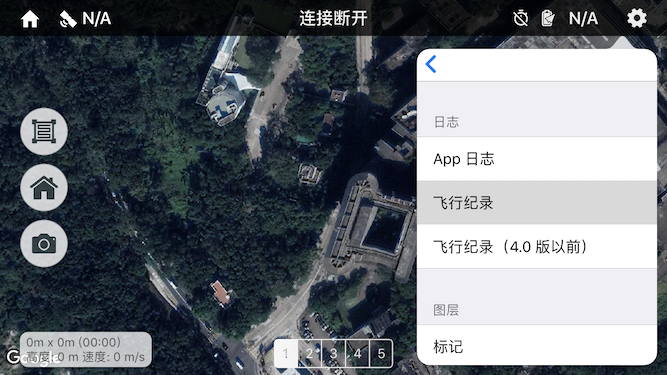 N/A
连接断开
N/A
日志
App 日志
飞行纪录
飞行纪录（4.0 版以前）
图层
标记
0m x 0m (00:00)
高度: 0 m 速度: 0 m/s
Google
1 2 3 4 5